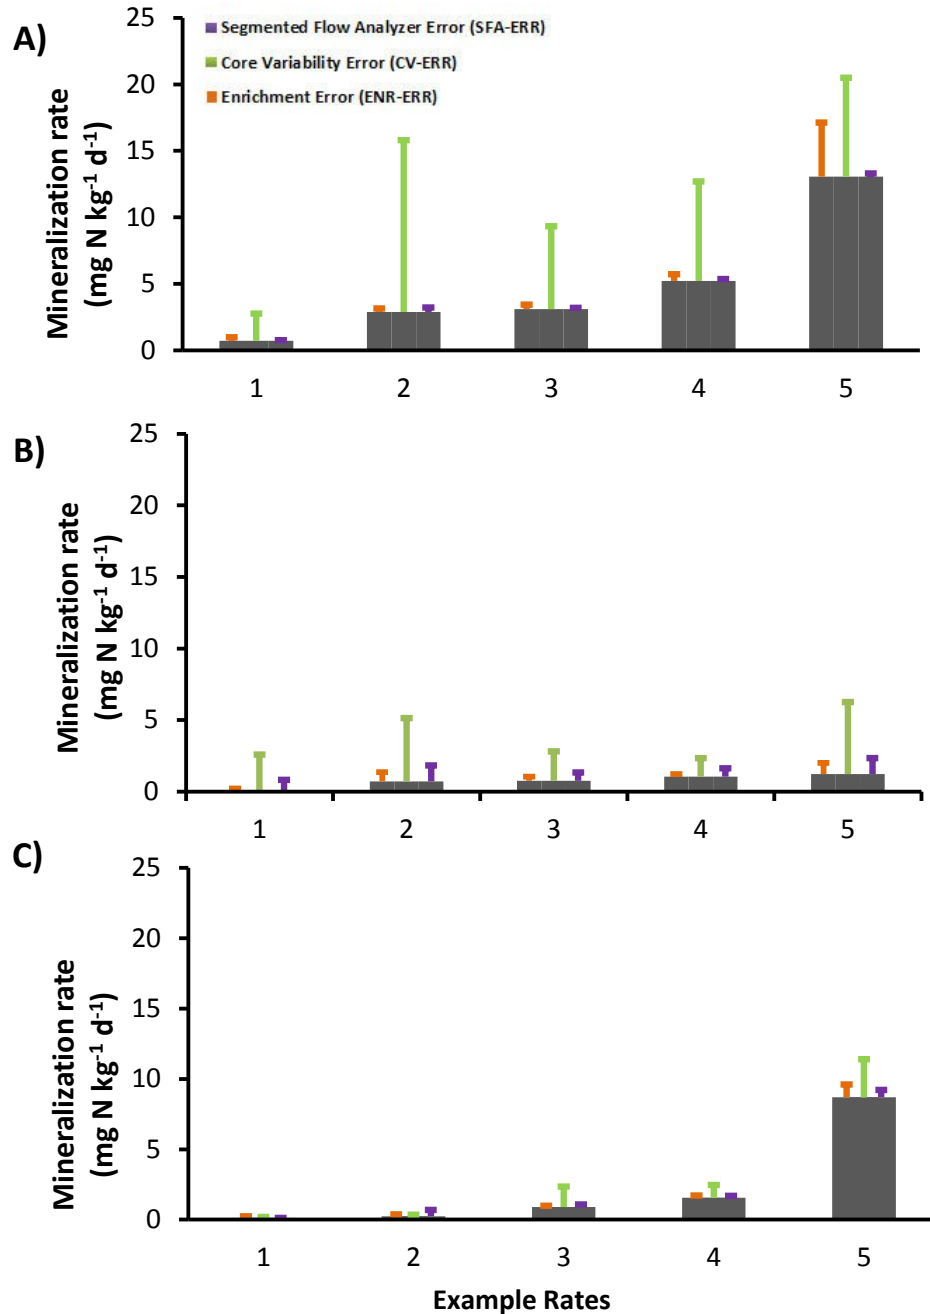 A)
Segmented Flow Analyzer Error (SFA-ERR)
Core Variability Error (CV-ERR)
Enrichment Error (ENR-ERR)
Mineralization rate
(mg N kg⁻¹ d⁻¹)
25
20
15
10
5
0
1 2 3 4 5
B)
Mineralization rate
(mg N kg⁻¹ d⁻¹)
25
20
15
10
5
0
1 2 3 4 5
C)
Mineralization rate
(mg N kg⁻¹ d⁻¹)
25
20
15
10
5
0
1 2 3 4 5
Example Rates